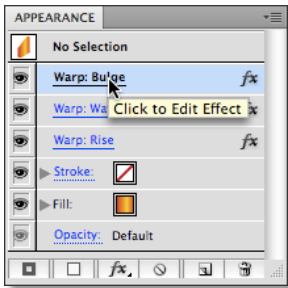 APPEARANCE
No Selection
Warp: Bulge fx
Warp: Wa Click to Edit Effect
Warp: Rise fx
Stroke:
Fill:
Opacity: Default
fx